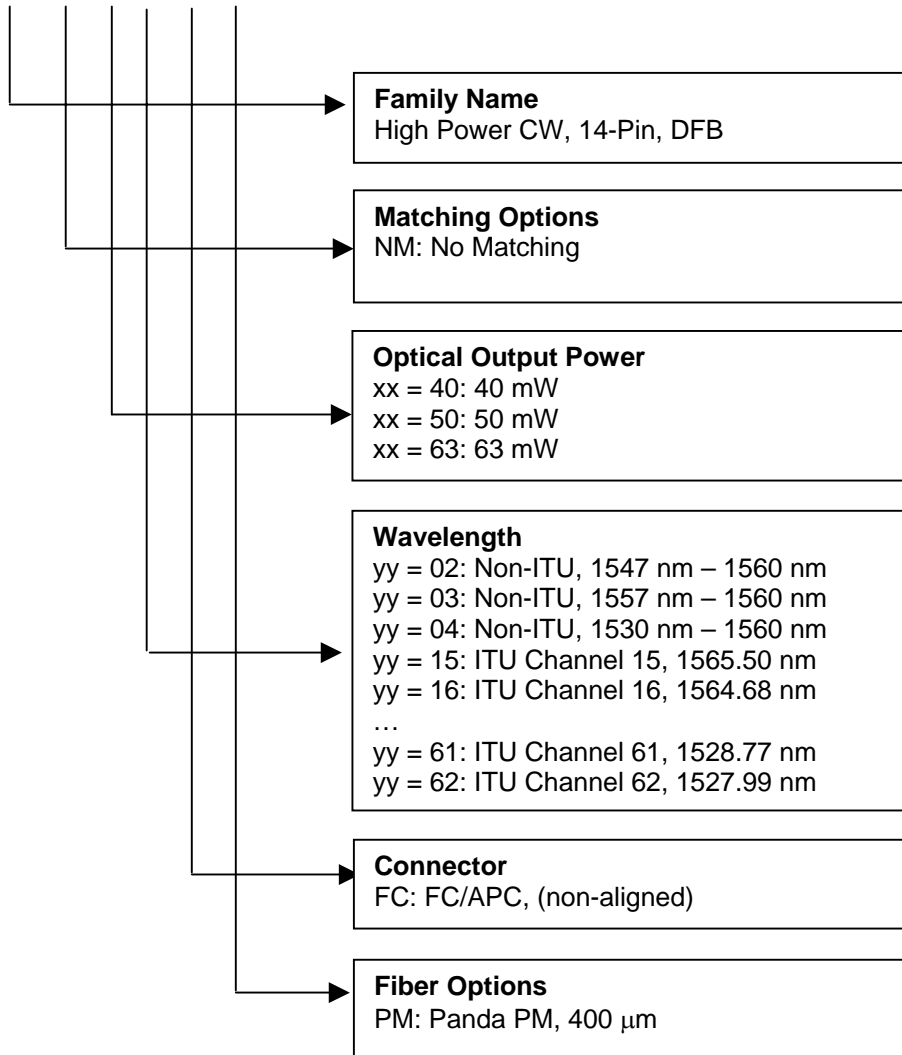 Family Name
High Power CW, 14-Pin, DFB
Matching Options
NM: No Matching
Optical Output Power
xx = 40: 40 mW
xx = 50: 50 mW
xx = 63: 63 mW
Wavelength
yy = 02: Non-ITU, 1547 nm – 1560 nm
yy = 03: Non-ITU, 1557 nm – 1560 nm
yy = 04: Non-ITU, 1530 nm – 1560 nm
yy = 15: ITU Channel 15, 1565.50 nm
yy = 16: ITU Channel 16, 1564.68 nm
…
yy = 61: ITU Channel 61, 1528.77 nm
yy = 62: ITU Channel 62, 1527.99 nm
Connector
FC: FC/APC, (non-aligned)
Fiber Options
PM: Panda PM, 400 μm